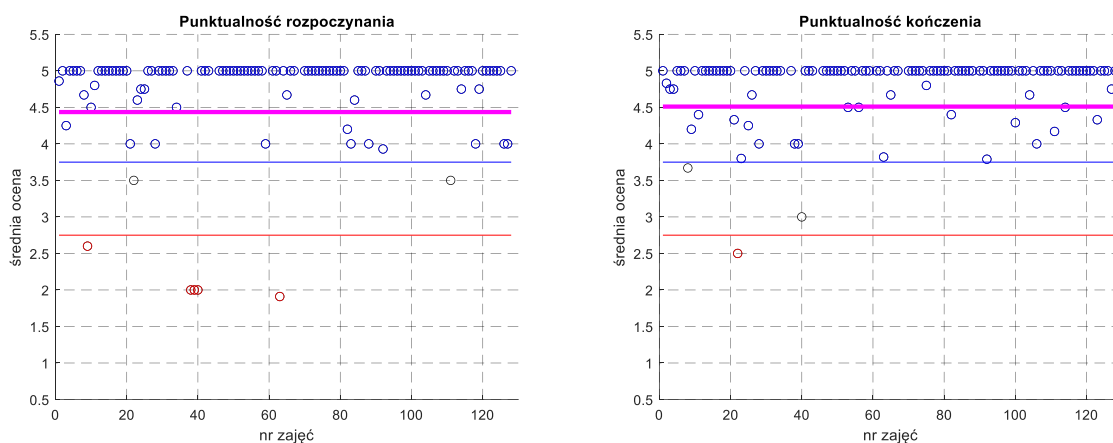 Punktualność rozpoczynania
5.5
5
4.5
4
3.5
3
2.5
2
1.5
1
0.5
0 20 40 60 80 100 120
średnia ocena
nr zajęć
Punktualność kończenia
5.5
5
4.5
4
3.5
3
2.5
2
1.5
1
0.5
0 20 40 60 80 100 120
średnia ocena
nr zajęć